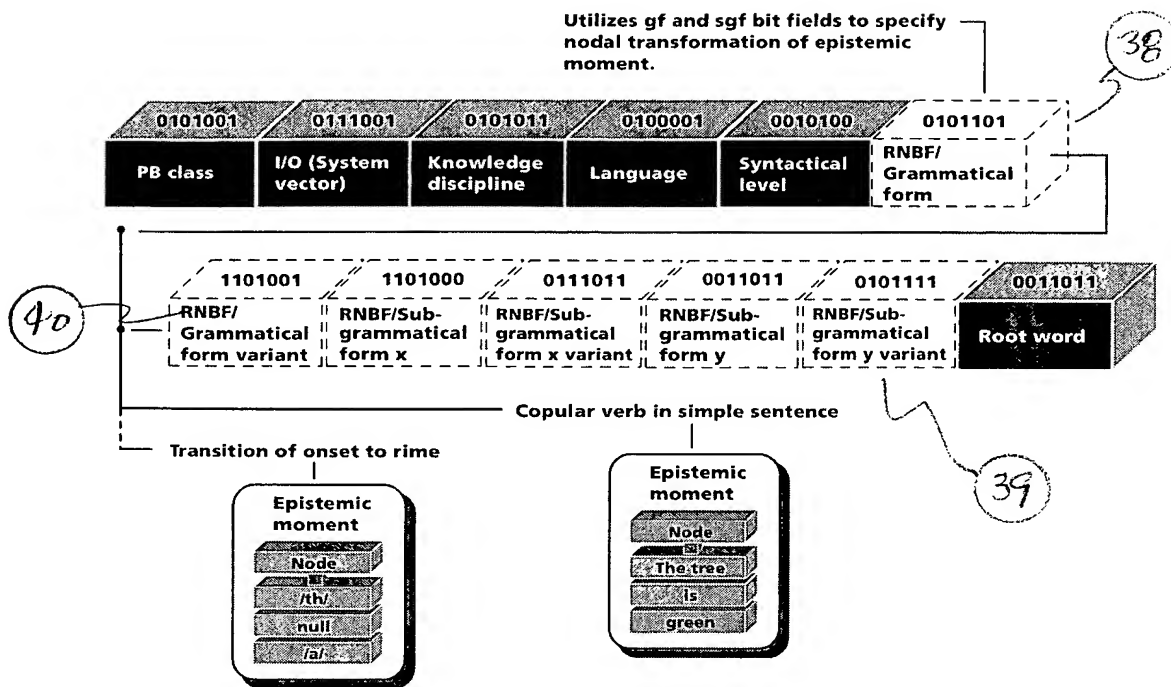 Utilizes gf and sgf bit fields to specify
nodal transformation of epistemic
moment.
38
0101001 0111001 0101011 0100001 0010100 0101101
PB class
I/O (System
vector)
Knowledge
discipline
Language
Syntactical
level
RNBF/
Grammatical
form
1101001 1101000 0111011 0011011 0101111 0011011
40
RNBF/
Grammatical
form variant
RNBF/Sub-
grammatical
form x
RNBF/Sub-
grammatical
form x variant
RNBF/Sub-
grammatical
form y
RNBF/Sub-
grammatical
form y variant
Root word
Copular verb in simple sentence
Transition of onset to rime
39
Epistemic
moment
Node
/th/
null
/a/
Epistemic
moment
Node
The tree
is
green